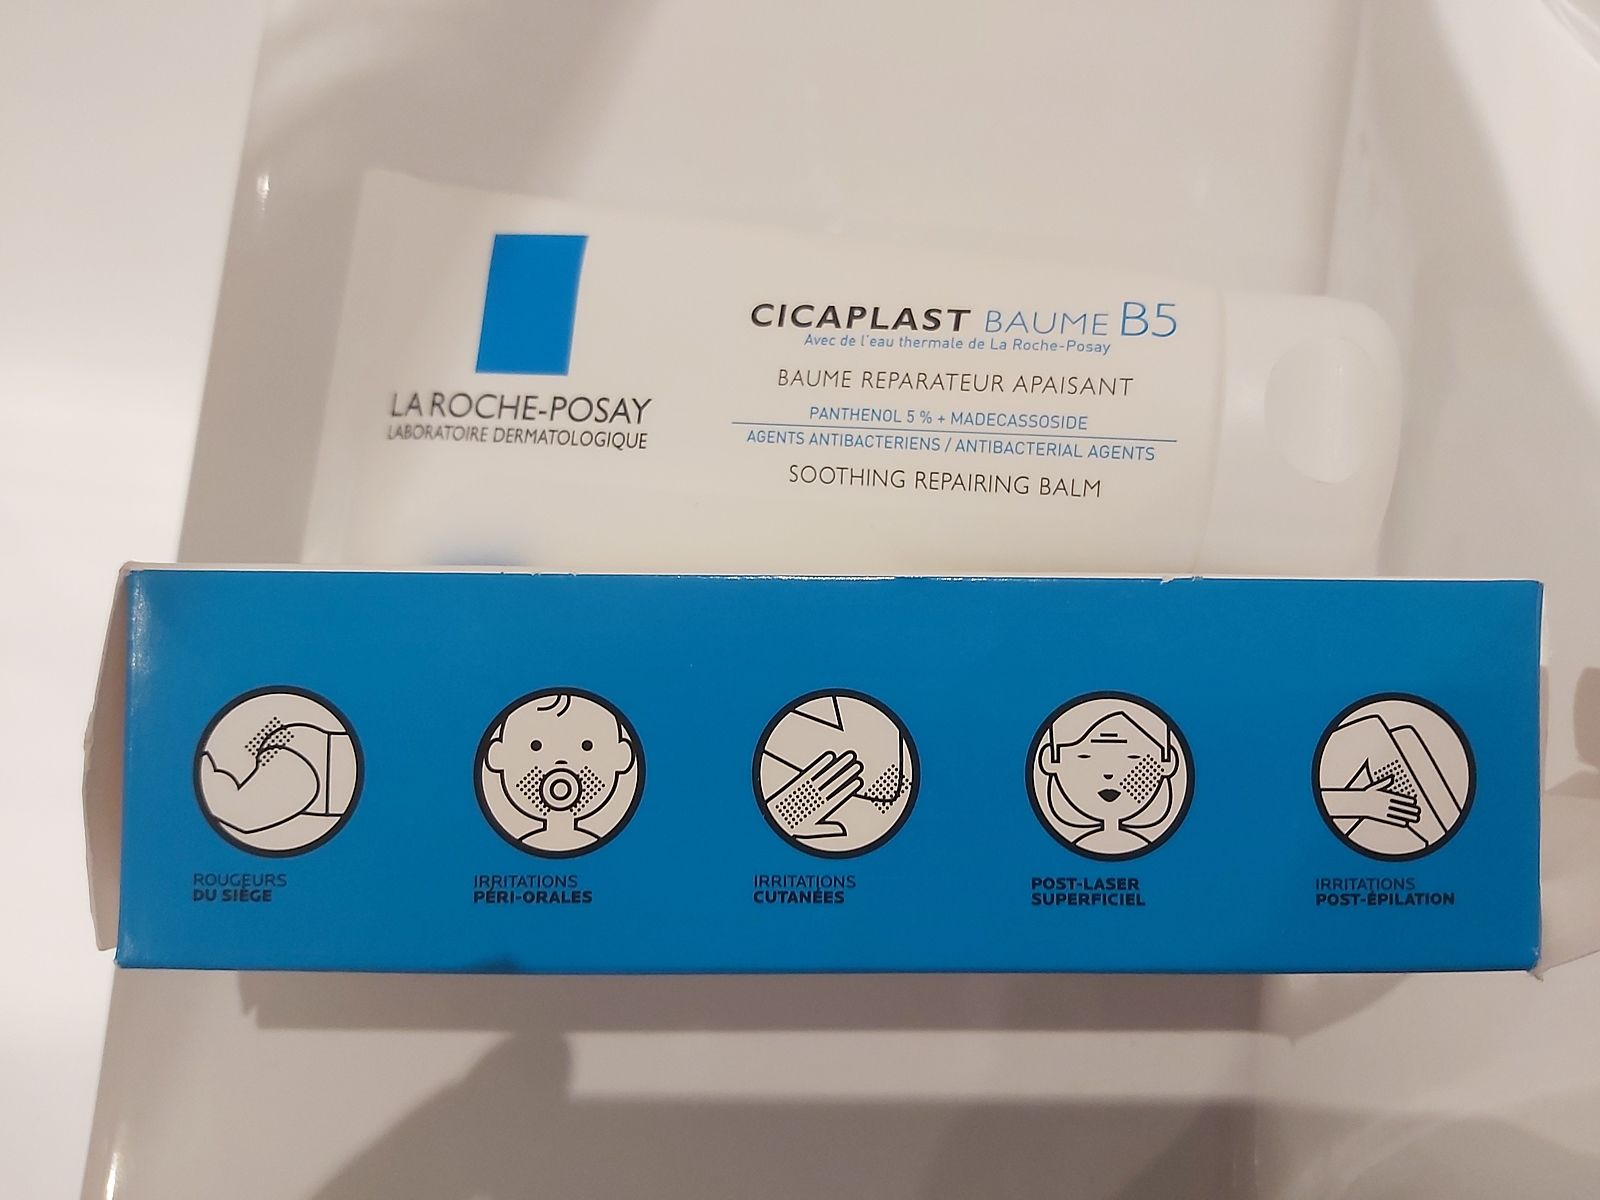 LA ROCHE-POSAY
LABORATOIRE DERMATOLOGIQUE
CICAPLAST BAUME B5
Avec de l'eau thermale de La Roche-Posay
BAUME REPARATEUR APAISANT
PANTHENOL 5 % + MADECASSOSIDE
AGENTS ANTIBACTERIENS / ANTIBACTERIAL AGENTS
SOOTHING REPAIRING BALM
ROUGEURS
DU SIÈGE
IRRITATIONS
PÉRI-ORALES
IRRITATIONS
CUTANÉES
POST-LASER
SUPERFICIEL
IRRITATIONS
POST-ÉPILATION